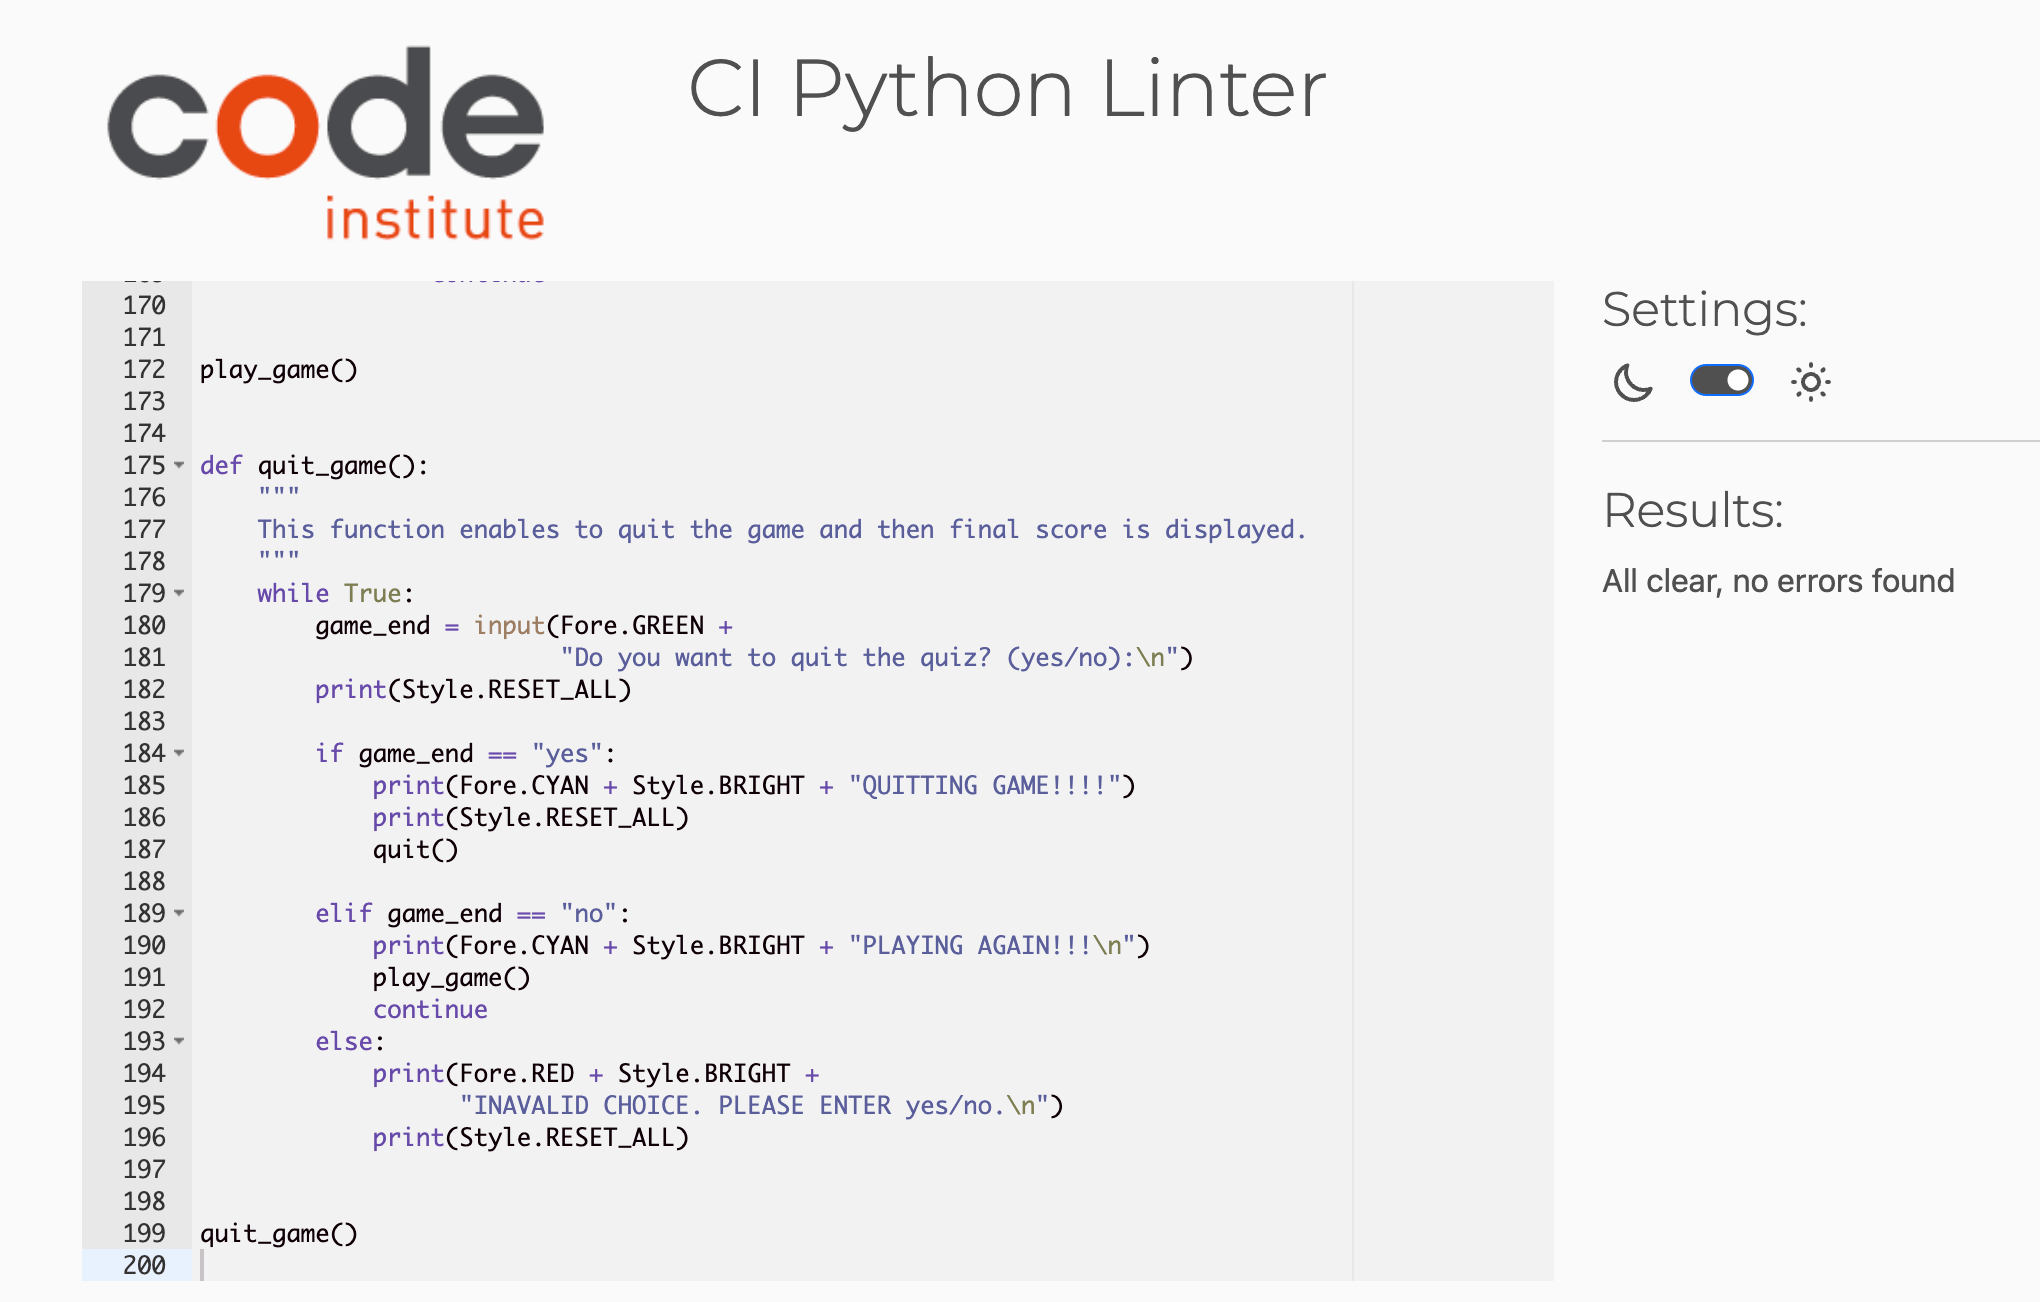 code
institute
CI Python Linter
170
171
172 play_game()
173
174
175 def quit_game():
176 """
177 This function enables to quit the game and then final score is displayed.
178 """
179 while True:
180 game_end = input(Fore.GREEN +
181 "Do you want to quit the quiz? (yes/no):\n")
182 print(Style.RESET_ALL)
183
184 if game_end == "yes":
185 print(Fore.CYAN + Style.BRIGHT + "QUITTING GAME!!!!")
186 print(Style.RESET_ALL)
187 quit()
188
189 elif game_end == "no":
190 print(Fore.CYAN + Style.BRIGHT + "PLAYING AGAIN!!!\n")
191 play_game()
192 continue
193 else:
194 print(Fore.RED + Style.BRIGHT +
195 "INAVALID CHOICE. PLEASE ENTER yes/no.\n")
196 print(Style.RESET_ALL)
197
198
199 quit_game()
200
Settings:
Results:
All clear, no errors found